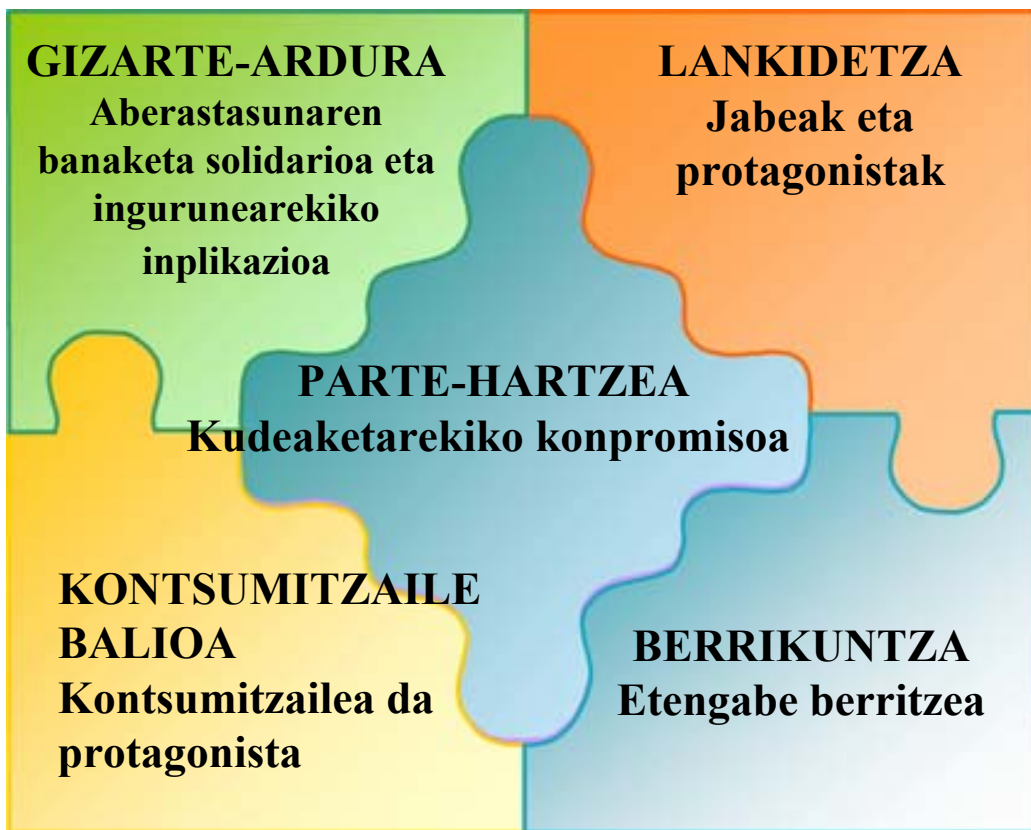 GIZARTE-ARDURA
Aberastasunaren
banaketa solidarioa eta
ingurunearekiko
inplikazioa
LANKIDETZA
Jabeak eta
protagonistak
PARTE-HARTZEA
Kudeaketarekiko konpromisoa
KONTSUMITZAILE
BALIOA
Kontsumitzailea da
protagonista
BERRIKUNTZA
Etengabe berritzea